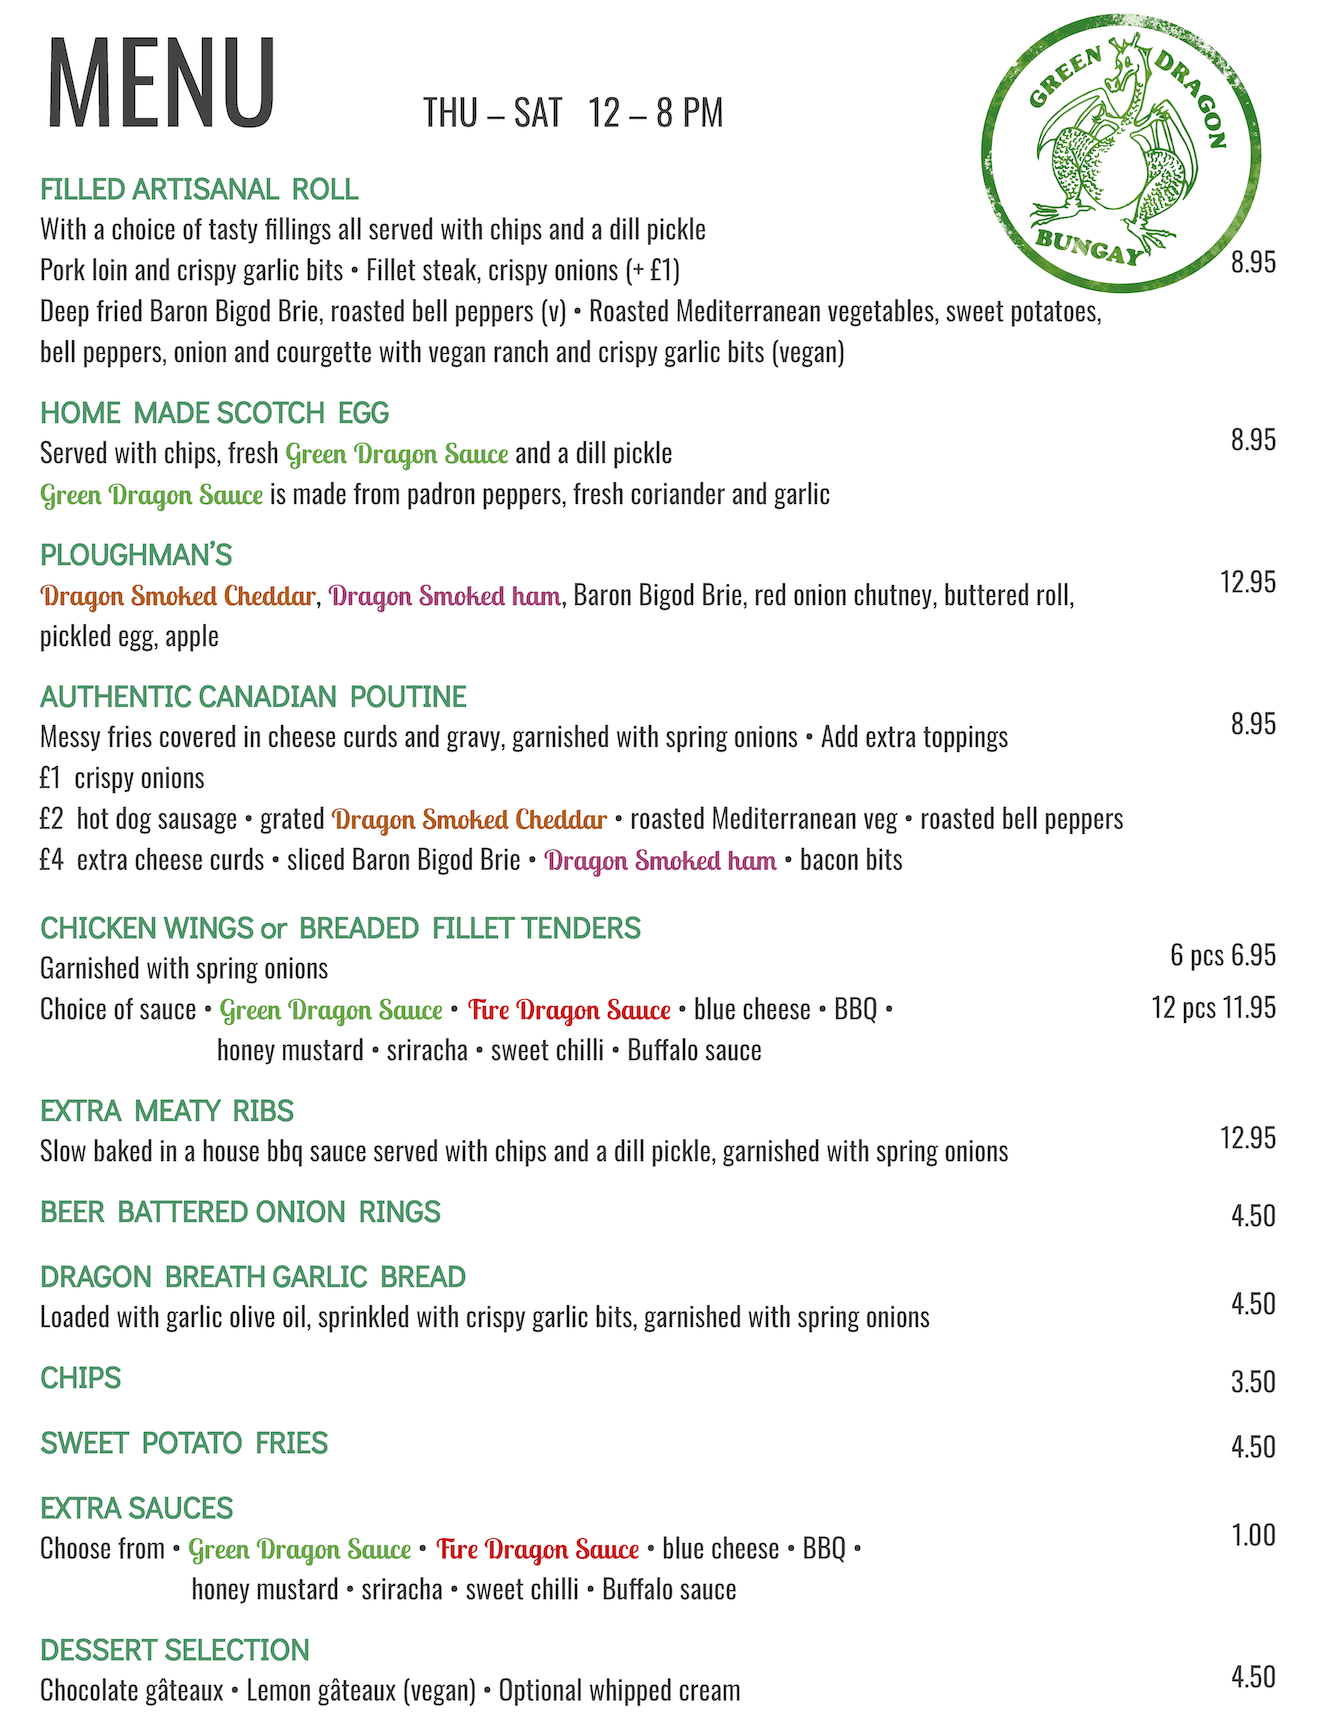 MENU
THU – SAT 12 – 8 PM
GREEN DRAGON
BUNGAY
FILLED ARTISANAL ROLL
With a choice of tasty fillings all served with chips and a dill pickle
Pork loin and crispy garlic bits • Fillet steak, crispy onions (+ £1)
8.95
Deep fried Baron Bigod Brie, roasted bell peppers (v) • Roasted Mediterranean vegetables, sweet potatoes,
bell peppers, onion and courgette with vegan ranch and crispy garlic bits (vegan)
HOME MADE SCOTCH EGG
8.95
Served with chips, fresh Green Dragon Sauce and a dill pickle
Green Dragon Sauce is made from padron peppers, fresh coriander and garlic
PLOUGHMAN'S
12.95
Dragon Smoked Cheddar, Dragon Smoked ham, Baron Bigod Brie, red onion chutney, buttered roll,
pickled egg, apple
AUTHENTIC CANADIAN POUTINE
8.95
Messy fries covered in cheese curds and gravy, garnished with spring onions • Add extra toppings
£1 crispy onions
£2 hot dog sausage • grated Dragon Smoked Cheddar • roasted Mediterranean veg • roasted bell peppers
£4 extra cheese curds • sliced Baron Bigod Brie • Dragon Smoked ham • bacon bits
CHICKEN WINGS or BREADED FILLET TENDERS
6 pcs 6.95
Garnished with spring onions
Choice of sauce • Green Dragon Sauce • Fire Dragon Sauce • blue cheese • BBQ •
12 pcs 11.95
honey mustard • sriracha • sweet chilli • Buffalo sauce
EXTRA MEATY RIBS
12.95
Slow baked in a house bbq sauce served with chips and a dill pickle, garnished with spring onions
BEER BATTERED ONION RINGS
4.50
DRAGON BREATH GARLIC BREAD
4.50
Loaded with garlic olive oil, sprinkled with crispy garlic bits, garnished with spring onions
CHIPS
3.50
SWEET POTATO FRIES
4.50
EXTRA SAUCES
1.00
Choose from • Green Dragon Sauce • Fire Dragon Sauce • blue cheese • BBQ •
honey mustard • sriracha • sweet chilli • Buffalo sauce
DESSERT SELECTION
4.50
Chocolate gâteaux • Lemon gâteaux (vegan) • Optional whipped cream